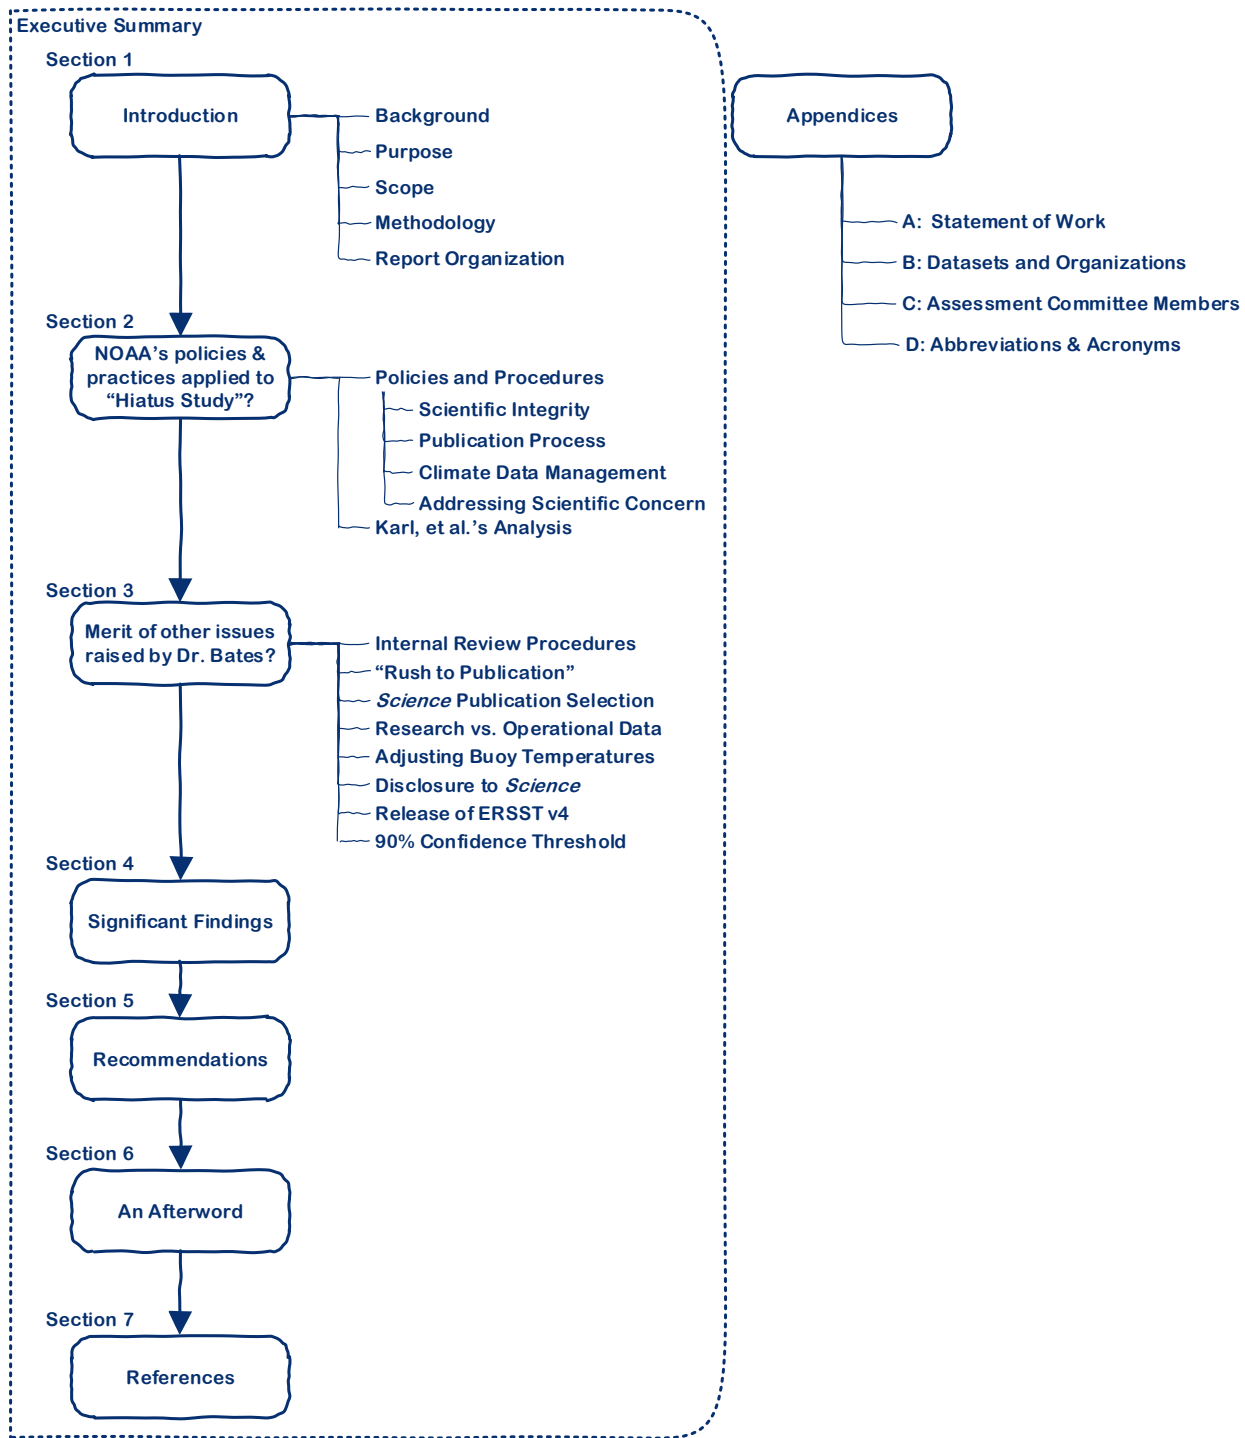 Executive Summary
Section 1
Introduction
Background
Purpose
Scope
Methodology
Report Organization
Section 2
NOAA’s policies &
practices applied to
“Hiatus Study”?
Policies and Procedures
Scientific Integrity
Publication Process
Climate Data Management
Addressing Scientific Concern
Karl, et al.’s Analysis
Section 3
Merit of other issues
raised by Dr. Bates?
Internal Review Procedures
“Rush to Publication”
Science Publication Selection
Research vs. Operational Data
Adjusting Buoy Temperatures
Disclosure to Science
Release of ERSST v4
90% Confidence Threshold
Section 4
Significant Findings
Section 5
Recommendations
Section 6
An Afterword
Section 7
References
Appendices
A: Statement of Work
B: Datasets and Organizations
C: Assessment Committee Members
D: Abbreviations & Acronyms